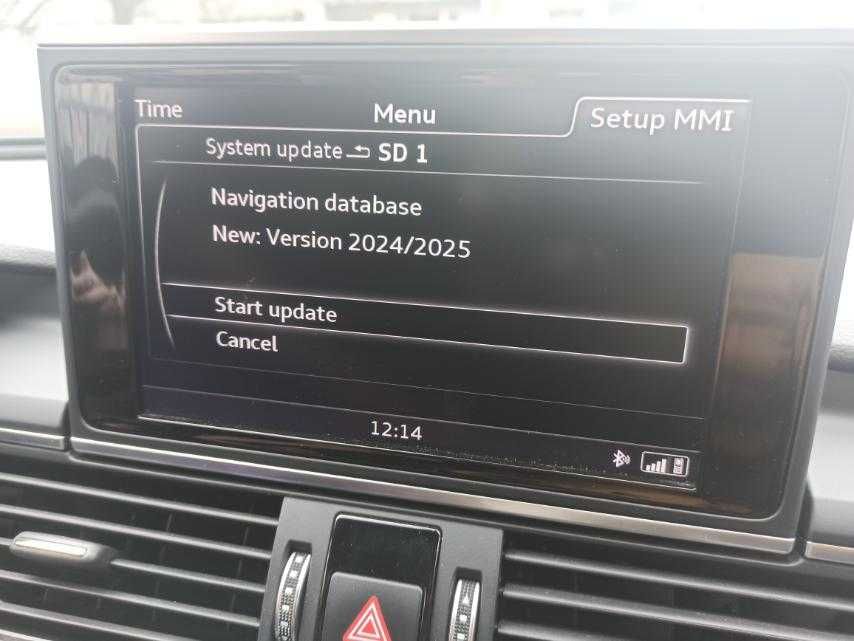 Time Menu Setup MMI
System update SD 1
Navigation database
New: Version 2024/2025
Start update
Cancel
12:14